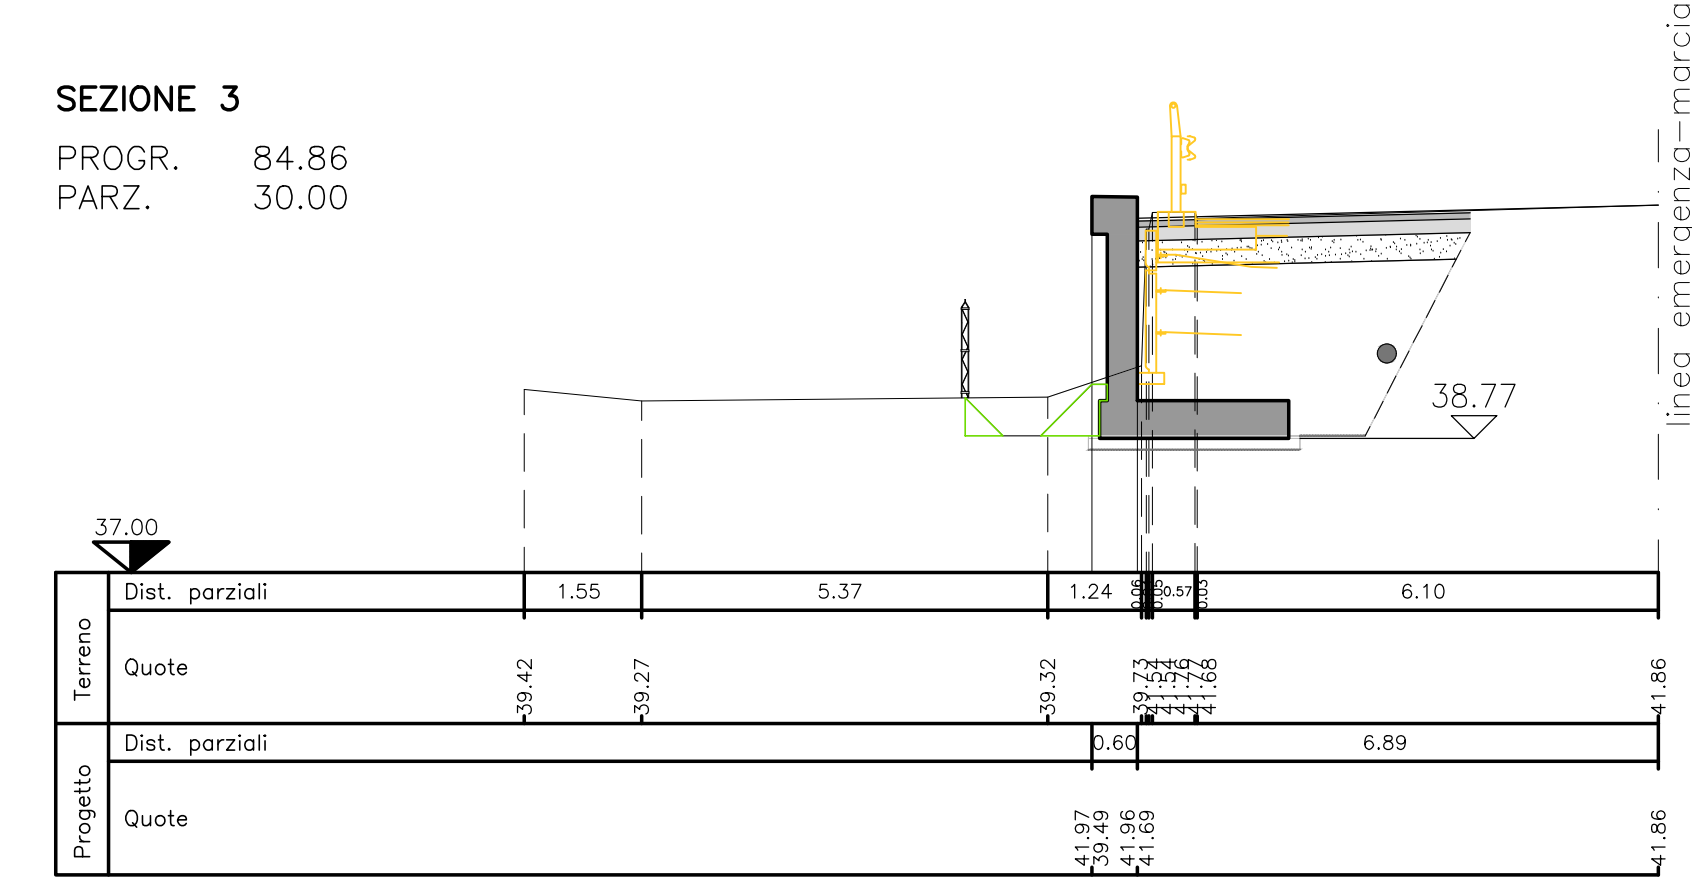 SEZIONE 3
PROGR. 84.86
PARZ. 30.00
linea emergenza-marcia
38.77
37.00
Terreno
Dist. parziali 1.55 5.37 1.24 0.57 6.10
Quote 39.42 39.27 39.32 39.73 41.54 41.54 41.76 41.77 41.68 41.86
Progetto
Dist. parziali 0.60 6.89
Quote 41.97 39.49 41.96 41.69 41.86